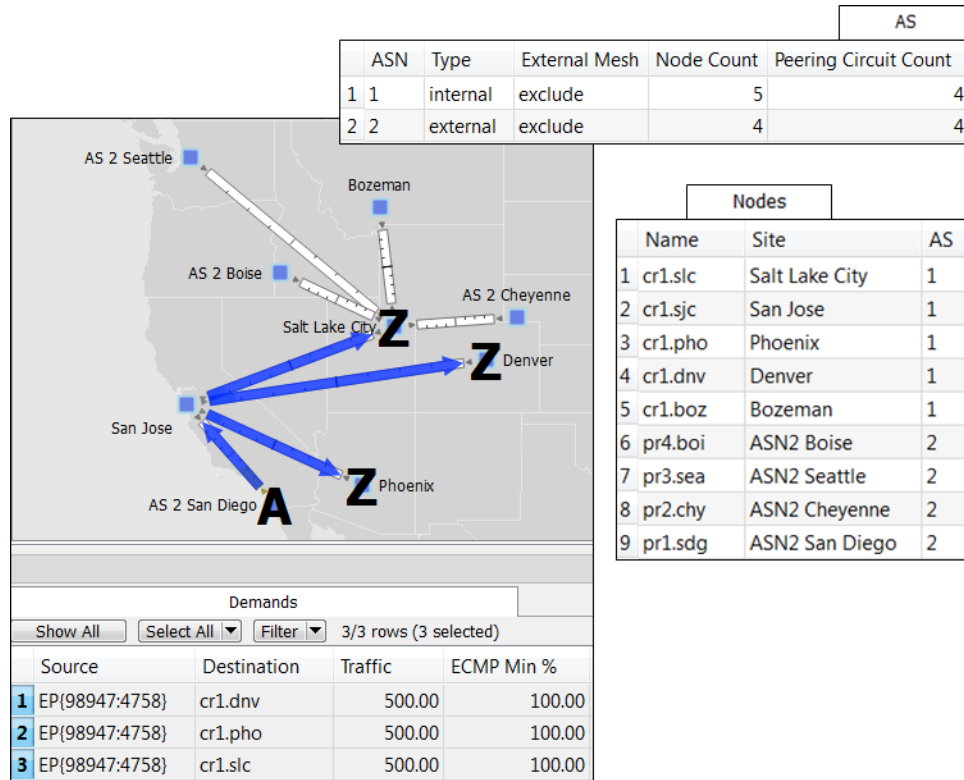 AS
ASN Type External Mesh Node Count Peering Circuit Count
1 1 internal exclude 5 4
2 2 external exclude 4 4
AS 2 Seattle
Bozeman
AS 2 Boise
AS 2 Cheyenne
Salt Lake City Z
Z Denver
San Jose
Z Phoenix
AS 2 San Diego A
Nodes
Name Site AS
1 cr1.slc Salt Lake City 1
2 cr1.sjc San Jose 1
3 cr1.pho Phoenix 1
4 cr1.dnv Denver 1
5 cr1.boz Bozeman 1
6 pr4.boi ASN2 Boise 2
7 pr3.sea ASN2 Seattle 2
8 pr2.chy ASN2 Cheyenne 2
9 pr1.sdg ASN2 San Diego 2
Demands
Show All Select All Filter 3/3 rows (3 selected)
Source Destination Traffic ECMP Min %
1 EP{98947:4758} cr1.dnv 500.00 100.00
2 EP{98947:4758} cr1.pho 500.00 100.00
3 EP{98947:4758} cr1.slc 500.00 100.00